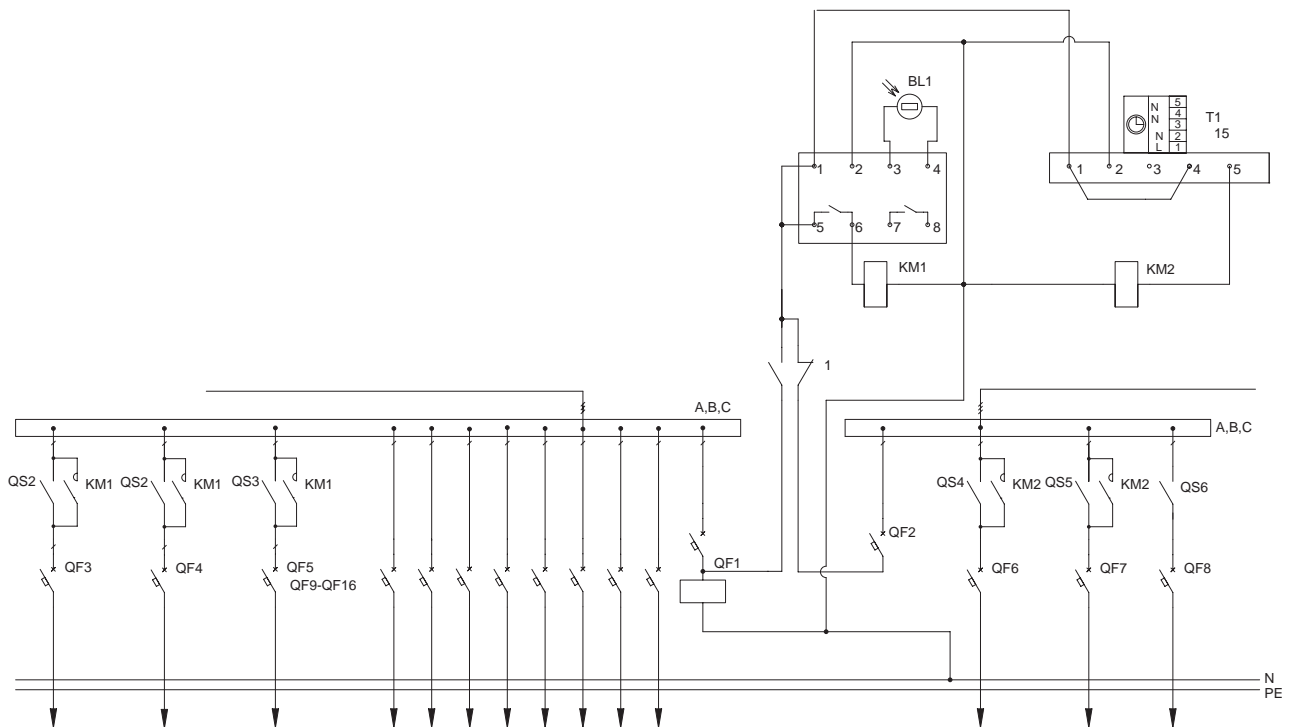 BL1
N 5
N 4
3
N 2
L 1
T1
15
1 2 3 4
1 2 3 4 5
5 6 7 8
KM1
KM2
1
A,B,C
A,B,C
QS2 KM1 QS2 KM1 QS3 KM1
QS4 KM2 QS5 KM2 QS6
QF1
QF2
QF3 QF4 QF5
QF9-QF16
QF6 QF7 QF8
N
PE